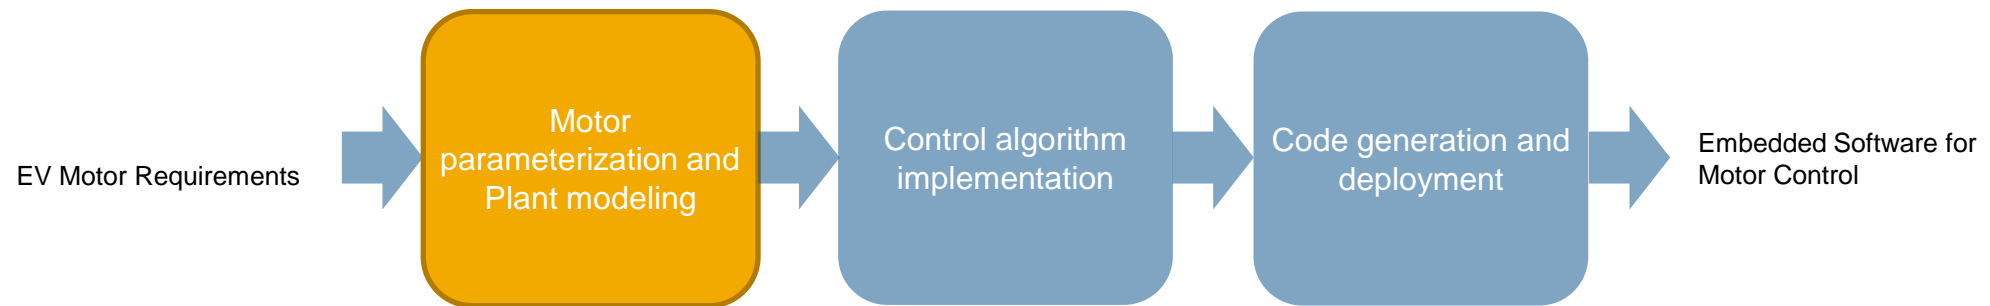 EV Motor Requirements
Motor
parameterization and
Plant modeling
Control algorithm
implementation
Code generation and
deployment
Embedded Software for
Motor Control